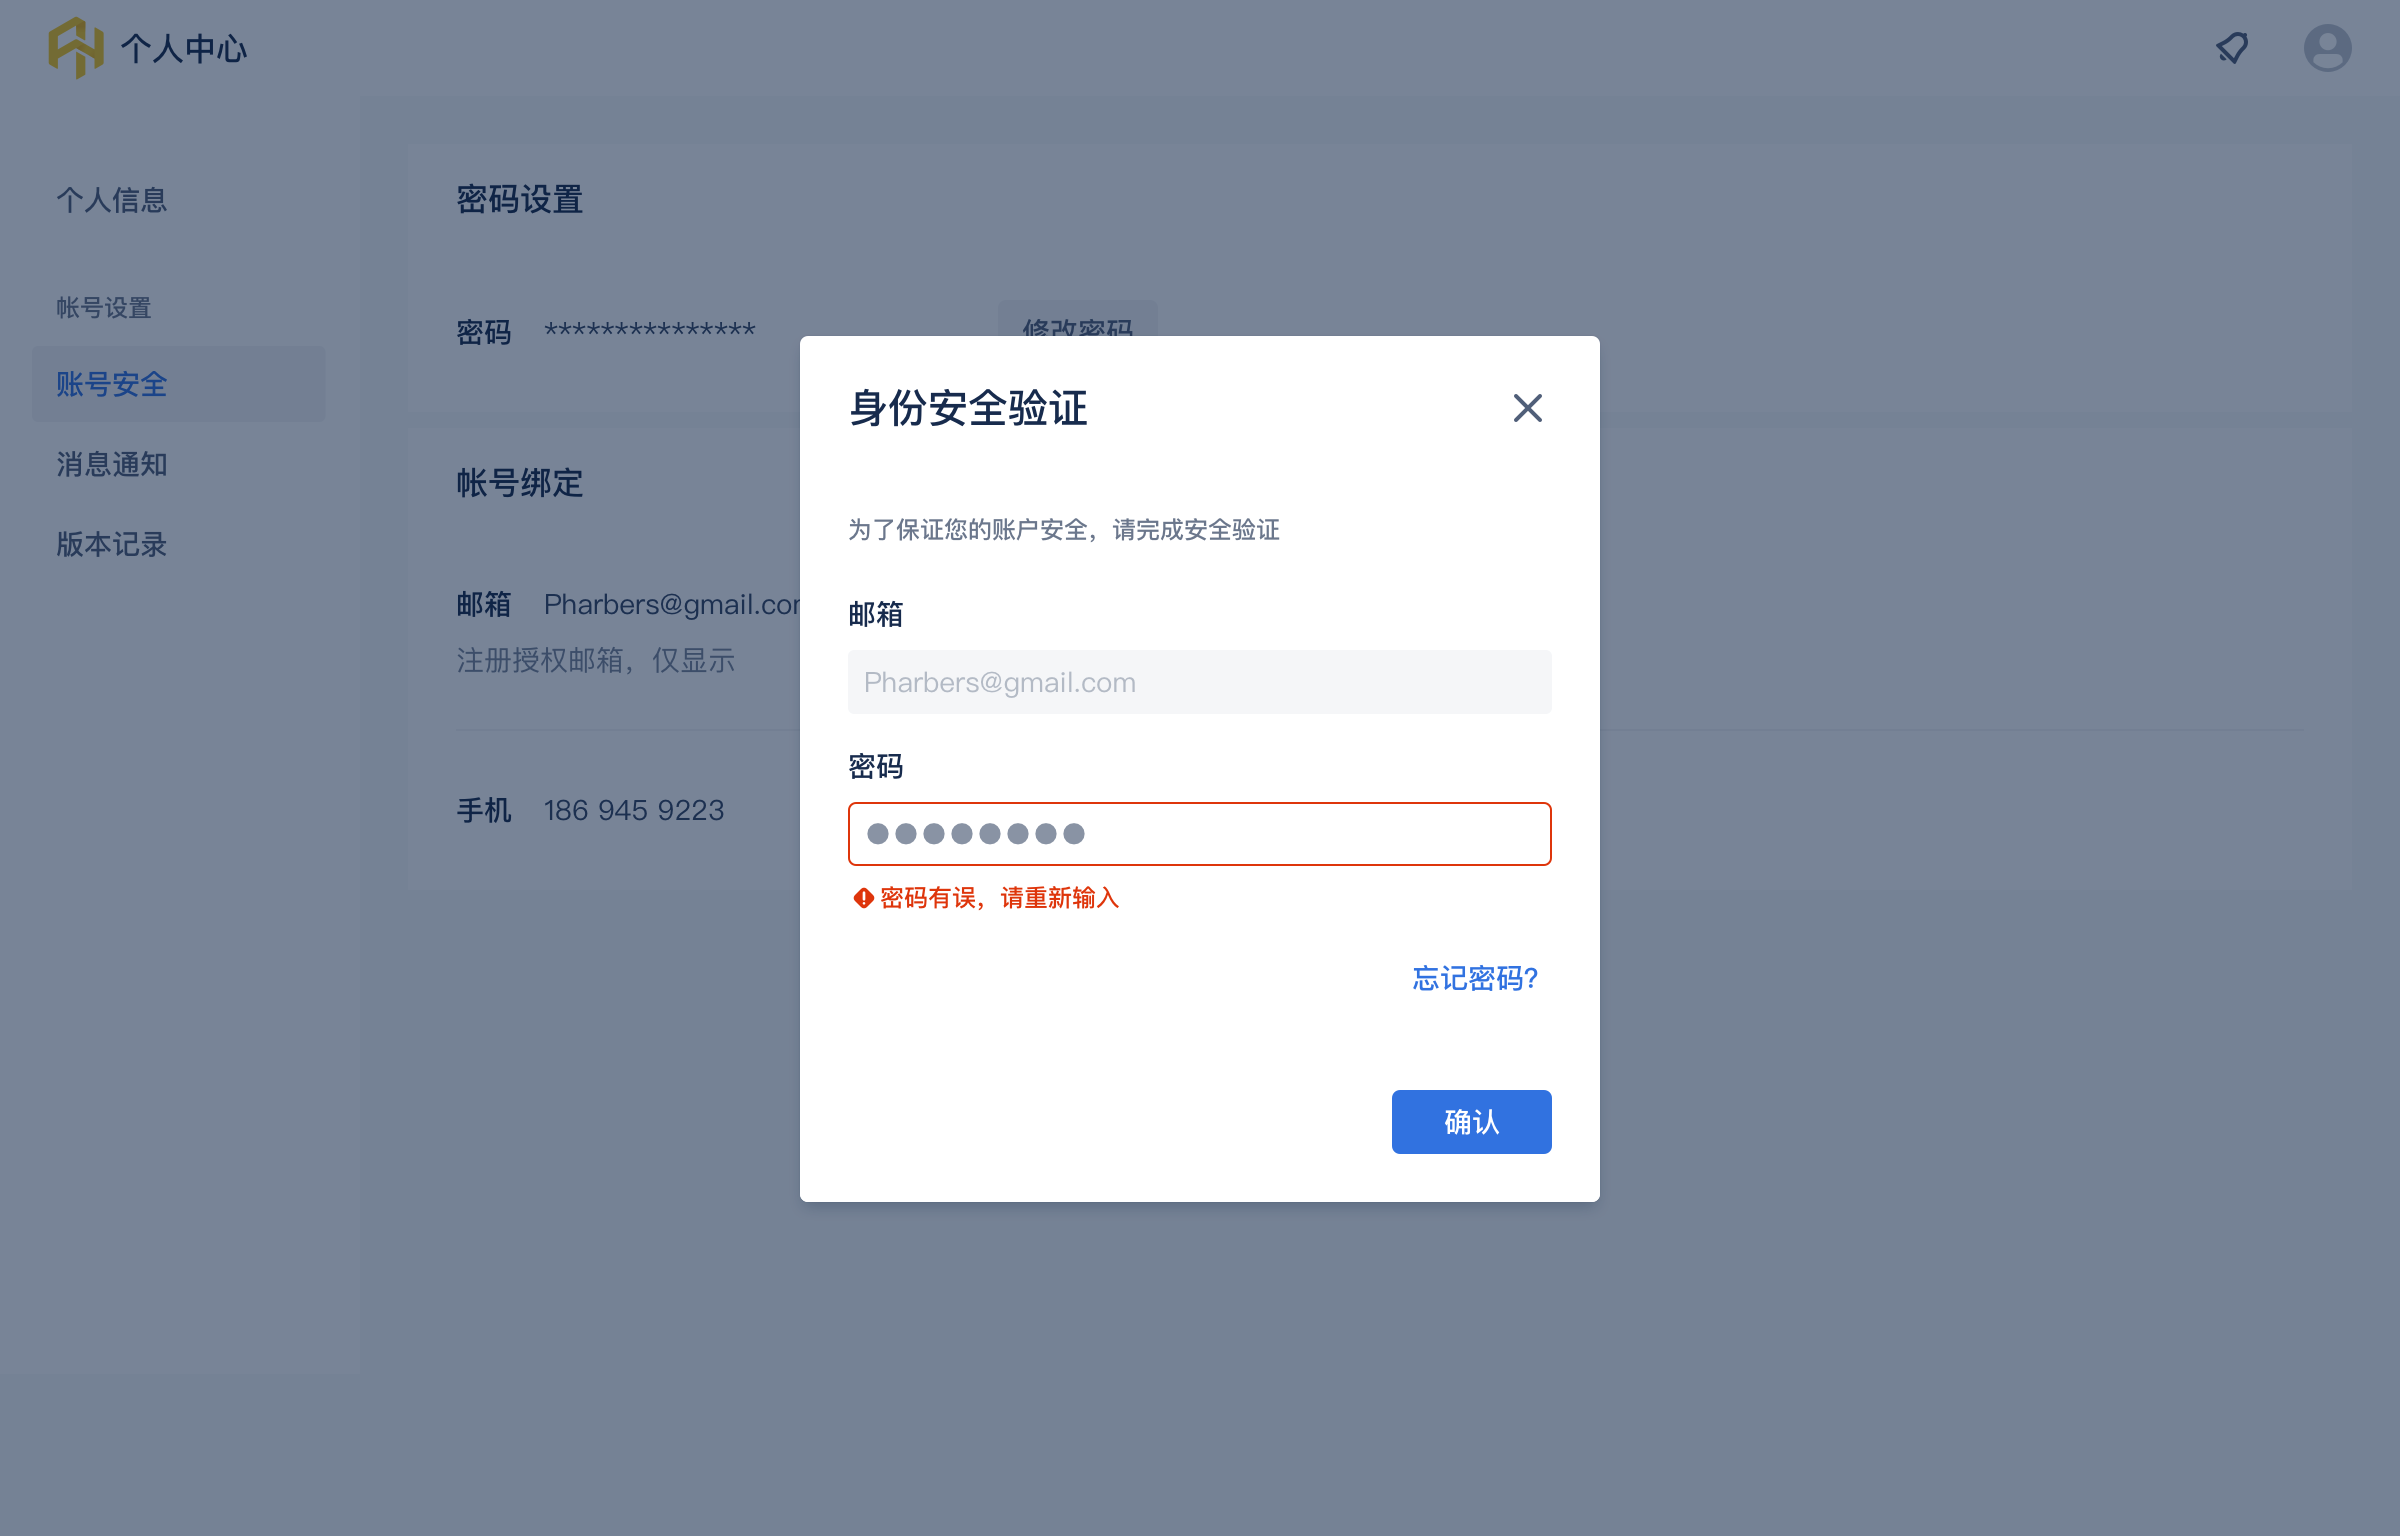 个人中心
个人信息
帐号设置
账号安全
消息通知
版本记录
密码设置
密码 ***************
修改密码
帐号绑定
邮箱 Pharbers@gmail.com
注册授权邮箱，仅显示
手机 186 945 9223
身份安全验证
为了保证您的账户安全，请完成安全验证
邮箱
Pharbers@gmail.com
密码
●●●●●●●●
密码有误，请重新输入
忘记密码?
确认